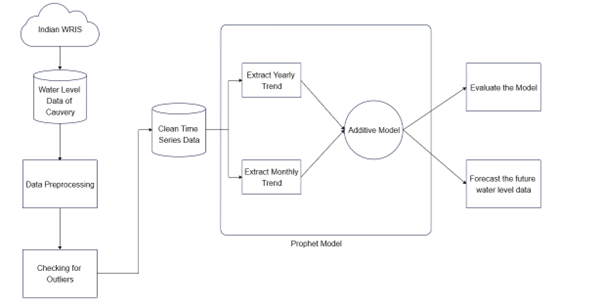 Indian WRIS
Water Level
Data of
Cauvery
Data Preprocessing
Checking for
Outliers
Clean Time
Series Data
Extract Yearly
Trend
Extract Monthly
Trend
Additive Model
Prophet Model
Evaluate the Model
Forecast the future
water level data